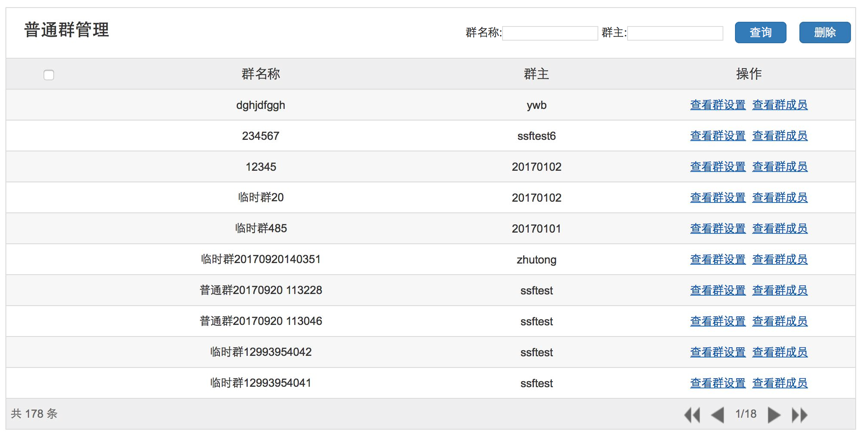 普通群管理 群名称: 群主: 查询 删除
群名称 群主 操作
dghjdfggh ywb 查看群设置 查看群成员
234567 ssftest6 查看群设置 查看群成员
12345 20170102 查看群设置 查看群成员
临时群20 20170102 查看群设置 查看群成员
临时群485 20170101 查看群设置 查看群成员
临时群20170920140351 zhutong 查看群设置 查看群成员
普通群20170920 113228 ssftest 查看群设置 查看群成员
普通群20170920 113046 ssftest 查看群设置 查看群成员
临时群12993954042 ssftest 查看群设置 查看群成员
临时群12993954041 ssftest 查看群设置 查看群成员
共 178 条 1/18